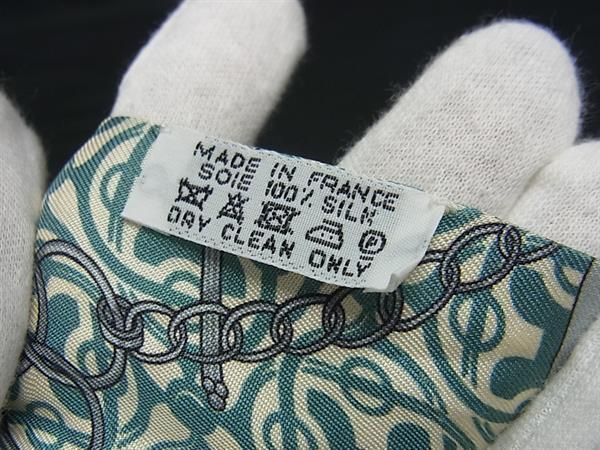 MADE IN FRANCE
SOIE 100% SILK
DRY CLEAN ONLY